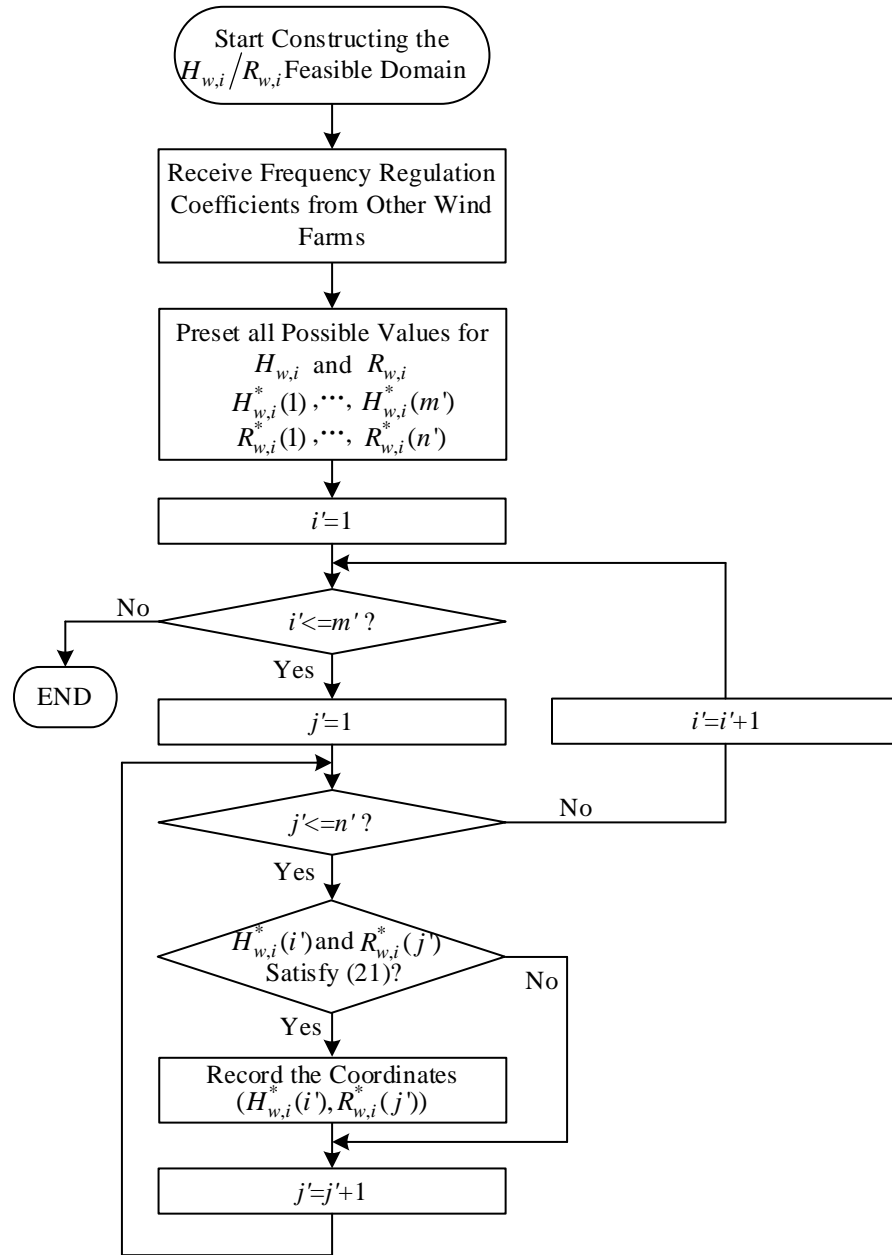 Start Constructing the
H_{w,i}/R_{w,i} Feasible Domain
Receive Frequency Regulation
Coefficients from Other Wind
Farms
Preset all Possible Values for
H_{w,i} and R_{w,i}
H^*_{w,i}(1),···, H^*_{w,i}(m')
R^*_{w,i}(1),···, R^*_{w,i}(n')
i'=1
No
i'<=m' ?
Yes
END
j'=1
i'=i'+1
j'<=n' ?
No
Yes
H^*_{w,i}(i') and R^*_{w,i}(j')
Satisfy (21)?
No
Yes
Record the Coordinates
(H^*_{w,i}(i'), R^*_{w,i}(j'))
j'=j'+1